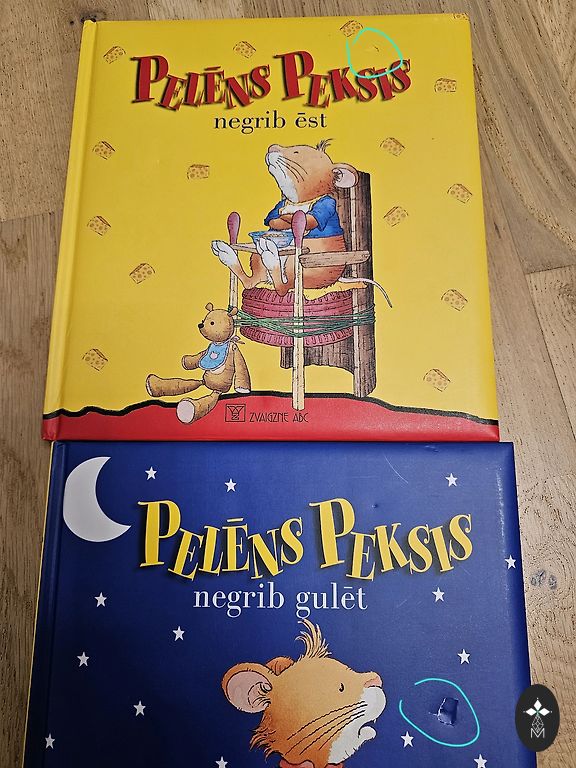 PELĒNS PEKSIS
negrib ēst
ZVAIGZNE ABC
PELĒNS PEKSIS
negrib gulēt
M